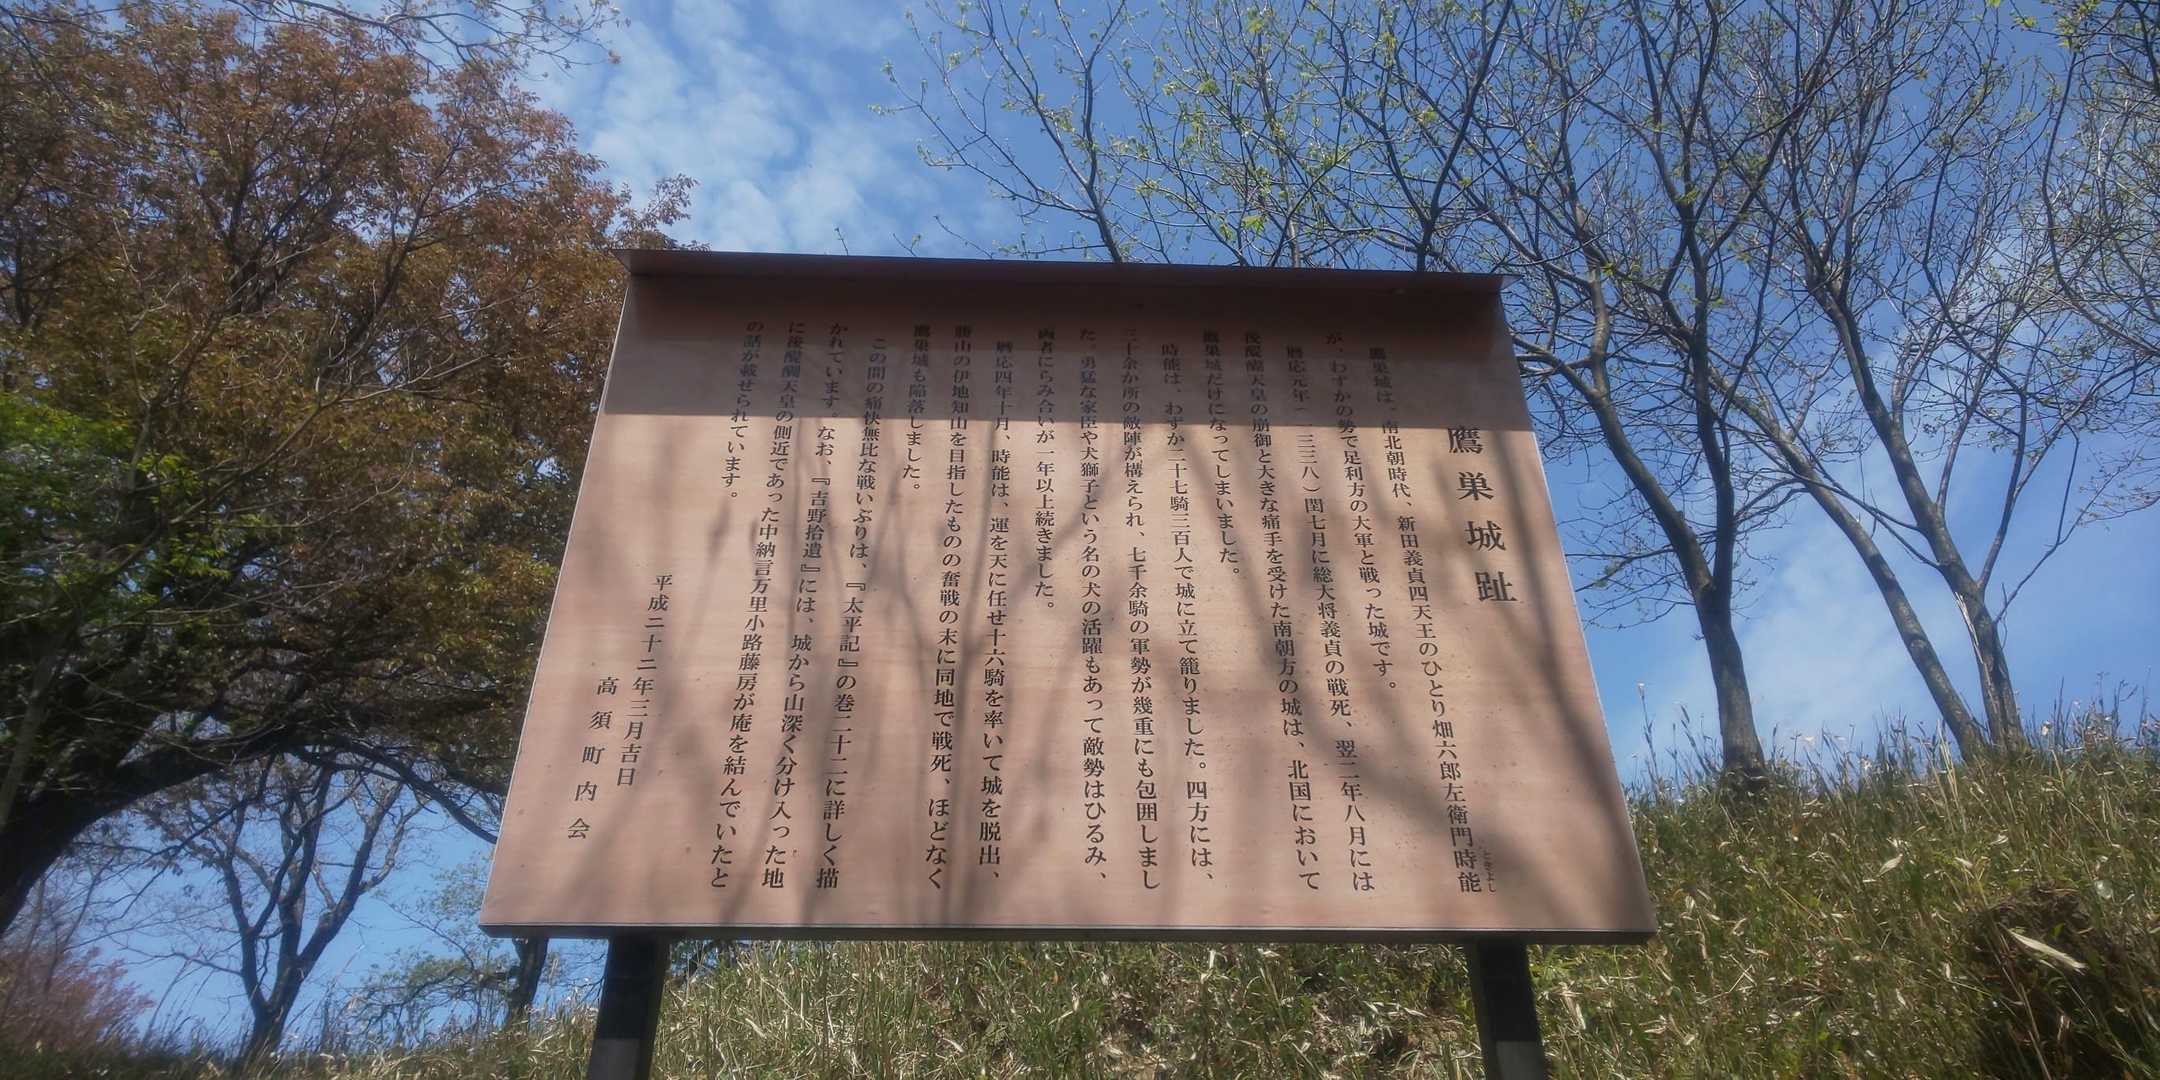 鷹巣城趾
鷹巣城は、南北朝時代、新田義貞四天王のひとり畑六郎左衛門時能
ときよし
が、わずかの勢で足利方の大軍と戦った城です。
暦応元年（一三三八）閏七月に総大将義貞の戦死、翌二年八月には
後醍醐天皇の崩御と大きな痛手を受けた南朝方の城は、北国において
鷹巣城だけになってしまいました。
時能は、わずか二十七騎三百人で城に立て籠りました。四方には、
三十余か所の敵陣が構えられ、七千余騎の軍勢が幾重にも包囲しまし
た。勇猛な家臣や犬獅子という名の犬の活躍もあって敵勢はひるみ、
両者にらみ合いが一年以上続きました。
暦応四年十月、時能は、運を天に任せ十六騎を率いて城を脱出、
勝山の伊地知山を目指したものの奮戦の末に同地で戦死、ほどなく
鷹巣城も陥落しました。
この間の痛快無比な戦いぶりは、『太平記』の巻二十二に詳しく描
かれています。なお、『吉野拾遺』には、城から山深く分け入った地
に後醍醐天皇の側近であった中納言万里小路藤房が庵を結んでいたと
の話が載せられています。
平成二十二年三月吉日
高須町内会